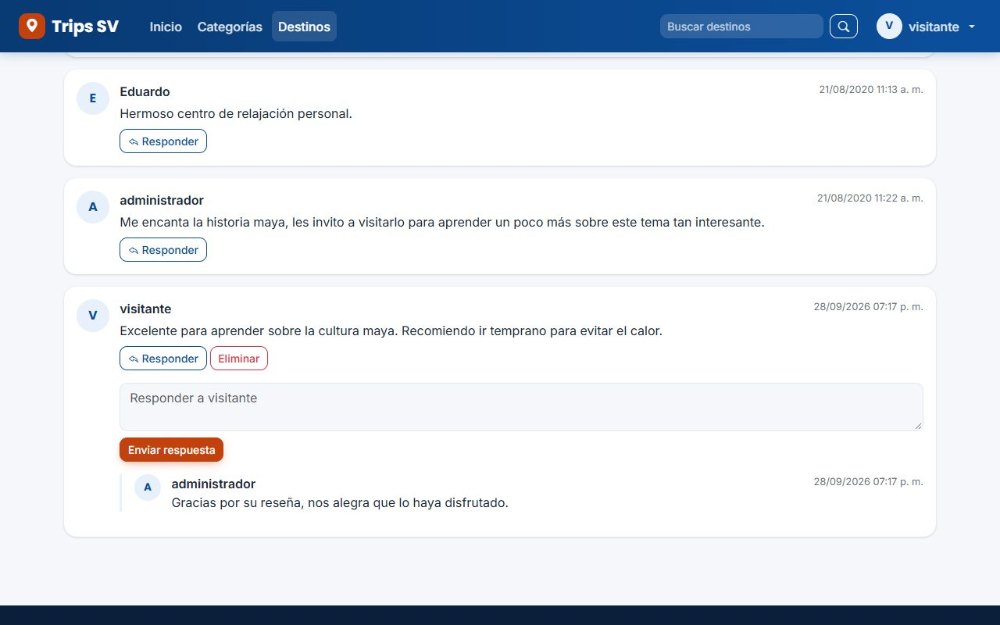 Trips SV
Inicio
Categorías
Destinos
Buscar destinos
V
visitante
E
Eduardo
21/08/2020 11:13 a. m.
Hermoso centro de relajación personal.
Responder
A
administrador
21/08/2020 11:22 a. m.
Me encanta la historia maya, les invito a visitarlo para aprender un poco más sobre este tema tan interesante.
Responder
V
visitante
28/09/2026 07:17 p. m.
Excelente para aprender sobre la cultura maya. Recomiendo ir temprano para evitar el calor.
Responder
Eliminar
Responder a visitante
Enviar respuesta
A
administrador
28/09/2026 07:17 p. m.
Gracias por su reseña, nos alegra que lo haya disfrutado.